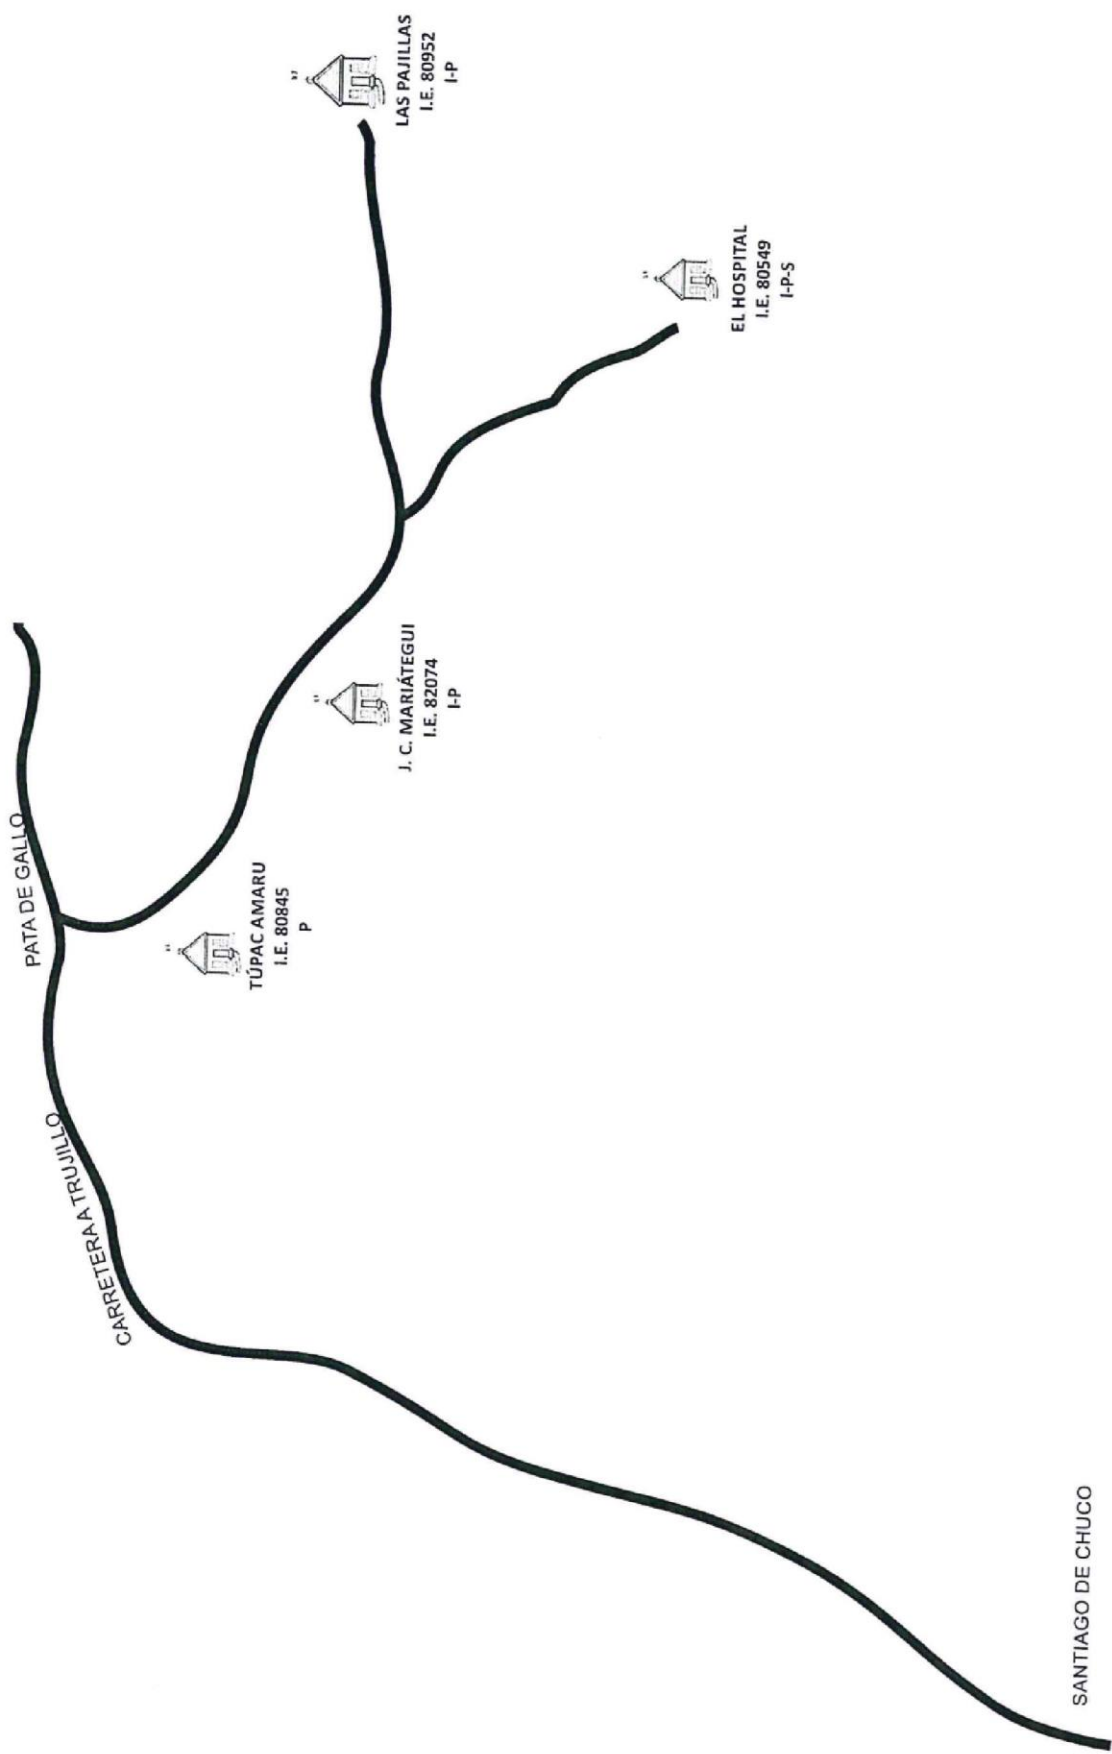 PATA DE GALLO
CARRETERA A TRUJILLO
TÚPAC AMARU
I.E. 80845
P
J. C. MARIÁTEGUI
I.E. 82074
I-P
LAS PAJILLAS
I.E. 80952
I-P
EL HOSPITAL
I.E. 80549
I-P-S
SANTIAGO DE CHUCO